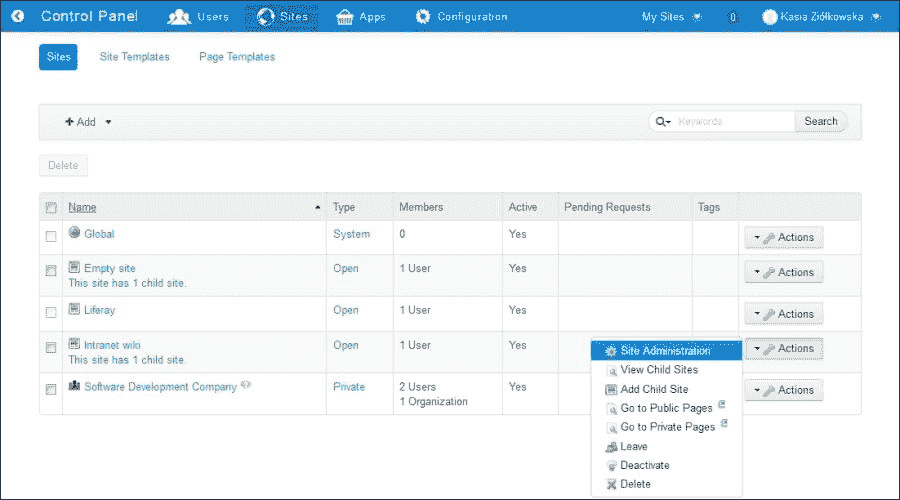 Control Panel Users Sites Apps Configuration My Sites 0 Kasia Ziółkowska
Sites Site Templates Page Templates
+ Add Keywords Search
Delete
Name Type Members Active Pending Requests Tags
Global System 0 Yes Actions
Empty site Open 1 User Yes Actions
This site has 1 child site.
Liferay Open 1 User Yes Actions
Intranet wiki Open 1 User Yes Actions
This site has 1 child site.
Software Development Company Private 2 Users Yes Actions
1 Organization
Site Administration
View Child Sites
Add Child Site
Go to Public Pages
Go to Private Pages
Leave
Deactivate
Delete